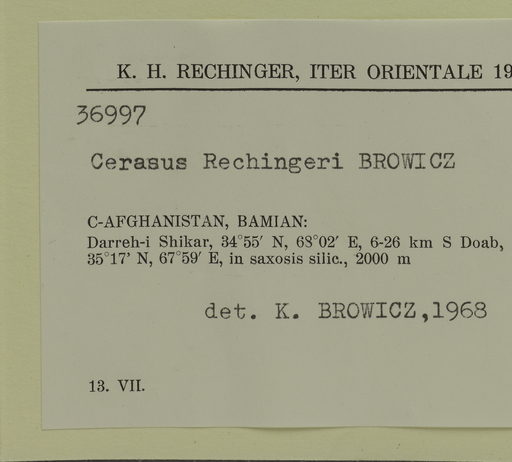 K. H. RECHINGER, ITER ORIENTALE 19
36997
Cerasus Rechingeri BROWICZ
C-AFGHANISTAN, BAMIAN:
Darreh-i Shikar, 34°55′ N, 68°02′ E, 6-26 km S Doab,
35°17’ N, 67°59′ E, in saxosis silic., 2000 m
det. K. BROWICZ,1968
13. VII.